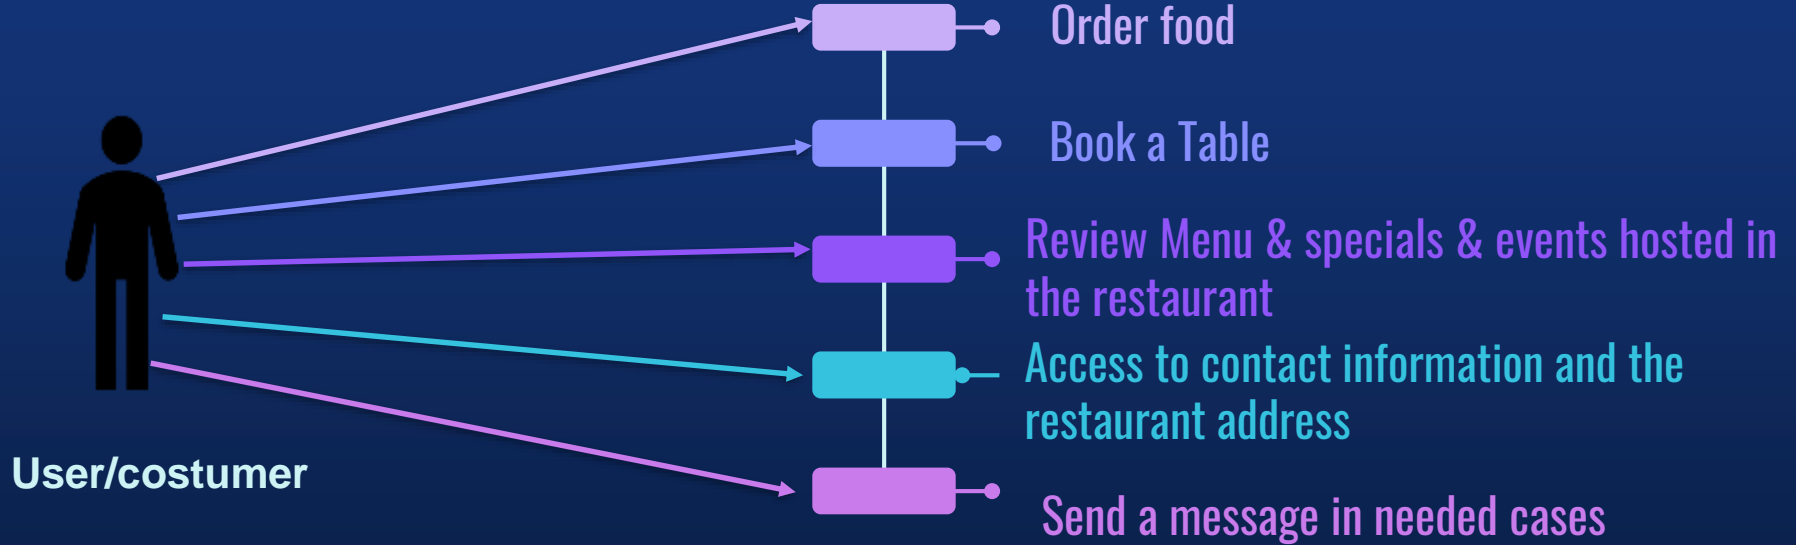 Order food
Book a Table
Review Menu & specials & events hosted in
the restaurant
Access to contact information and the
restaurant address
User/costumer
Send a message in needed cases